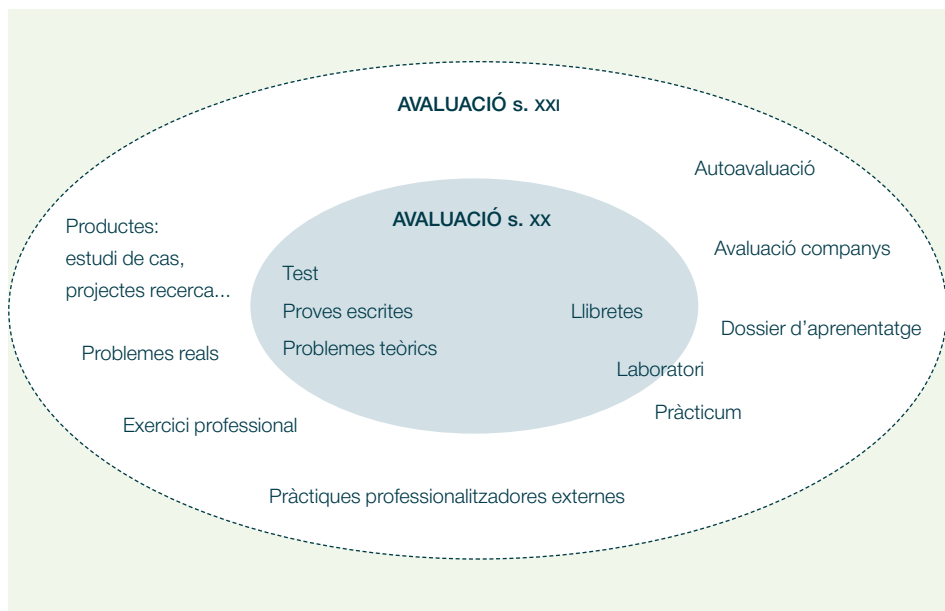 AVALUACIÓ s. XXI
Autoavaluació
AVALUACIÓ s. XX
Productes:
estudi de cas,
projectes recerca...
Avaluació companys
Test
Proves escrites
Llibretes
Dossier d’aprenentatge
Problemes teòrics
Problemes reals
Laboratori
Pràcticum
Exercici professional
Pràctiques professionalitzadores externes